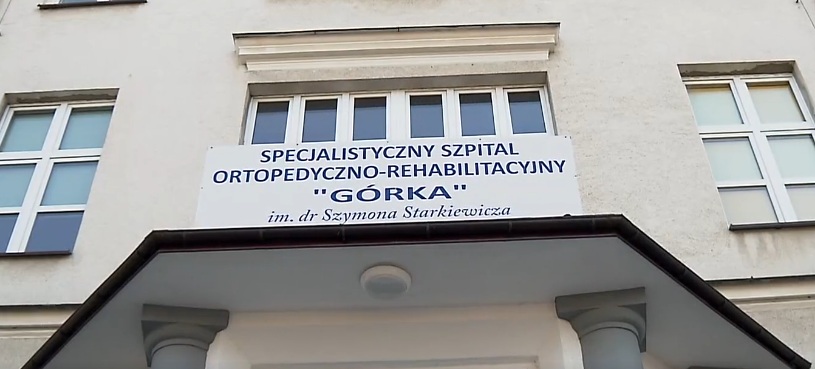 SPECJALISTYCZNY SZPITAL
ORTOPEDYCZNO-REHABILITACYJNY
"GÓRKA"
im. dr Szymona Starkiewicza